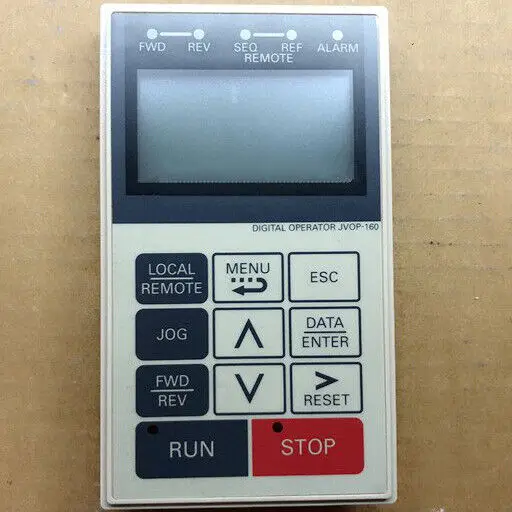 FWD REV SEQ REF ALARM
REMOTE
DIGITAL OPERATOR JVOP-160
LOCAL
REMOTE
MENU
ESC
JOG
DATA
ENTER
FWD
REV
>
RESET
RUN
STOP